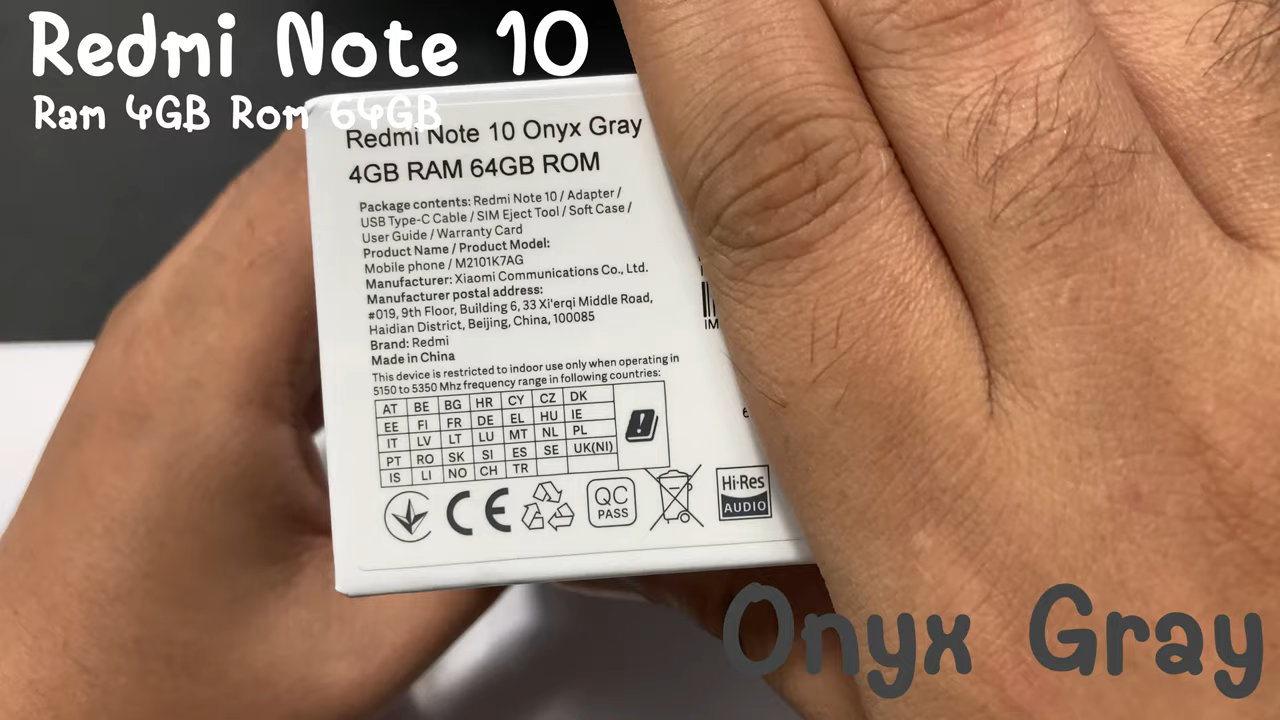 Redmi Note 10
Ram 4GB Rom 64GB
Redmi Note 10 Onyx Gray
4GB RAM 64GB ROM
Package contents: Redmi Note 10 / Adapter /
USB Type-C Cable / SIM Eject Tool / Soft Case /
User Guide / Warranty Card
Product Name / Product Model:
Mobile phone / M2101K7AG
Manufacturer: Xiaomi Communications Co., Ltd.
Manufacturer postal address:
#019, 9th Floor, Building 6, 33 Xi'erqi Middle Road,
Haidian District, Beijing, China, 100085
Brand: Redmi
Made in China
This device is restricted to indoor use only when operating in
5150 to 5350 Mhz frequency range in following countries:
AT BE BG HR CY CZ DK
EE FI FR DE EL HU IE
IT LV LT LU MT NL PL
PT RO SK SI ES SE UK(NI)
IS LI NO CH TR
CE
QC
PASS
Hi-Res
AUDIO
IM
Onyx Gray